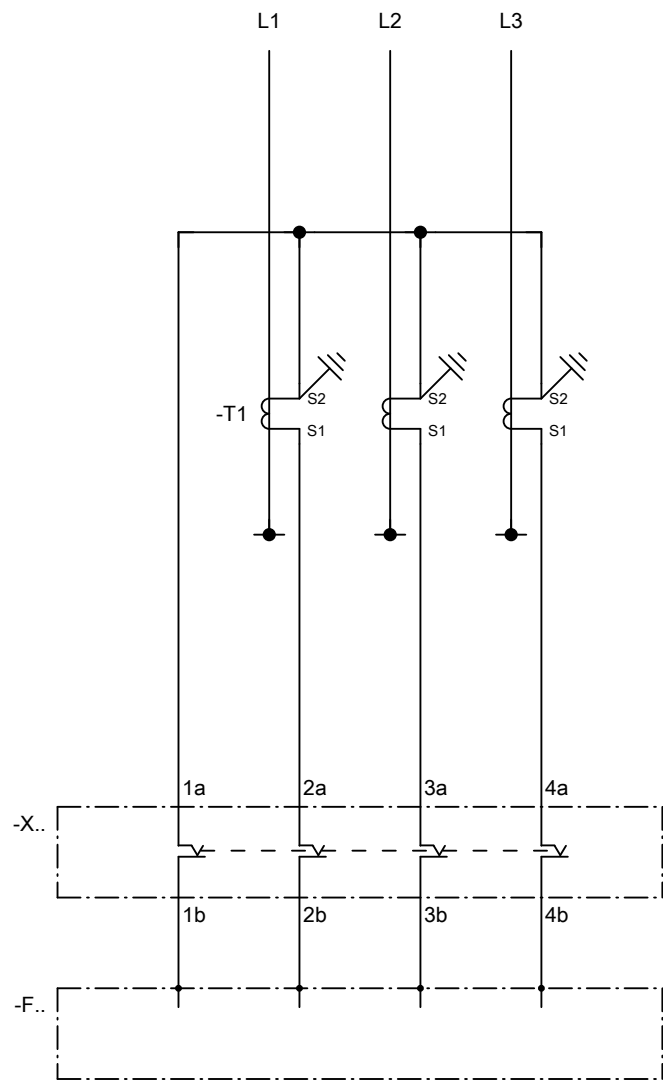 L1 L2 L3
S2 S2 S2
-T1 S1 S1 S1
1a 2a 3a 4a
-X..
1b 2b 3b 4b
-F..